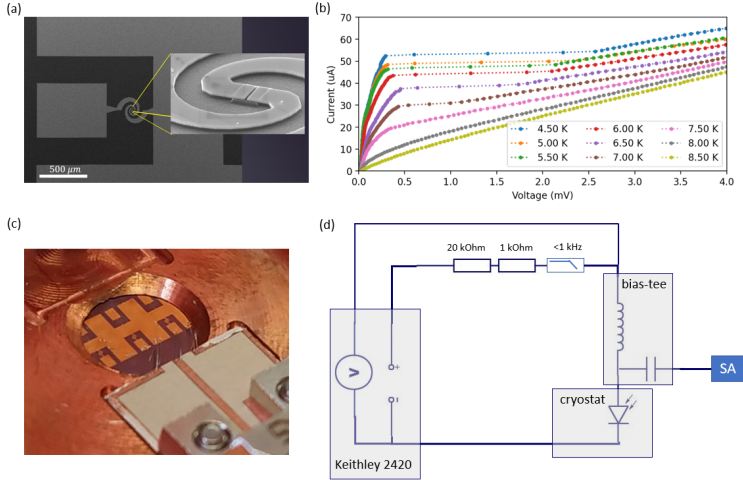 (a)
500 μm
(b)
70
60
50
40
30
20
10
0
Current (uA)
0.0 0.5 1.0 1.5 2.0 2.5 3.0 3.5 4.0
Voltage (mV)
4.50 K 6.00 K 7.50 K
5.00 K 6.50 K 8.00 K
5.50 K 7.00 K 8.50 K
(c)
(d)
20 kOhm 1 kOhm <1 kHz
bias-tee
V
+
SA
cryostat
Keithley 2420